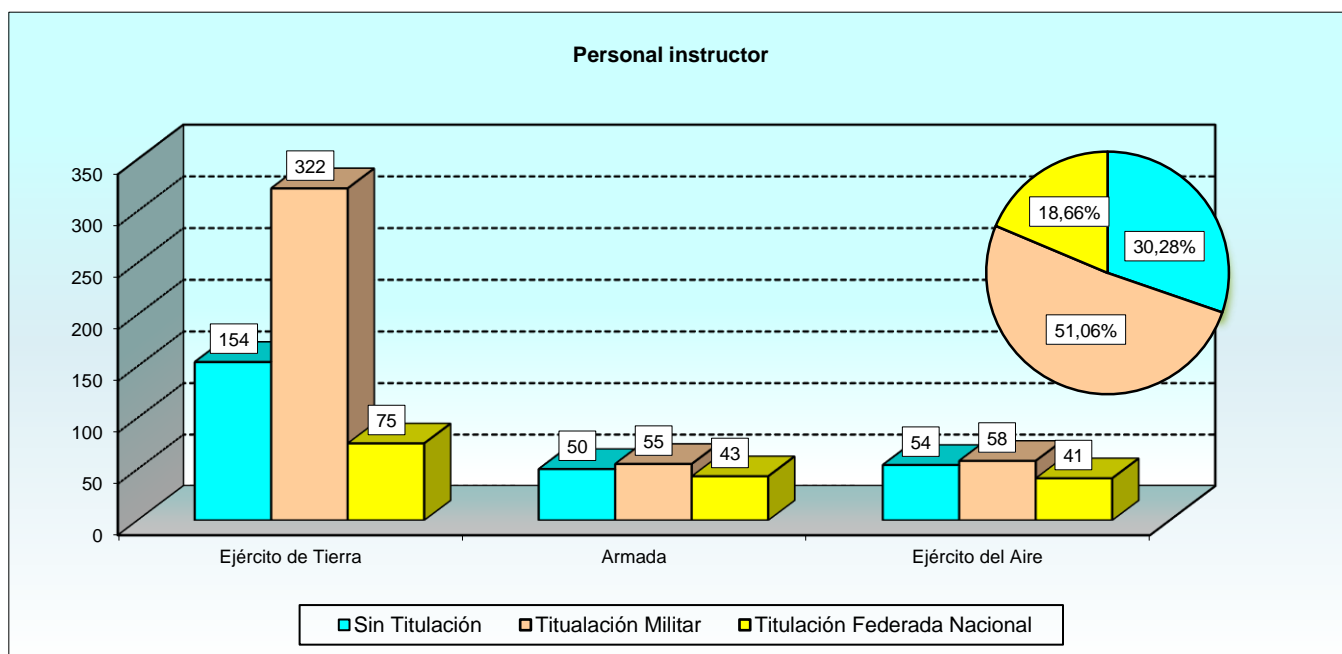 Personal instructor
350
300
250
200
150
100
50
0
154
322
75
50
55
43
54
58
41
18,66%
30,28%
51,06%
Ejército de Tierra
Armada
Ejército del Aire
Sin Titulación
Titualación Militar
Titulación Federada Nacional